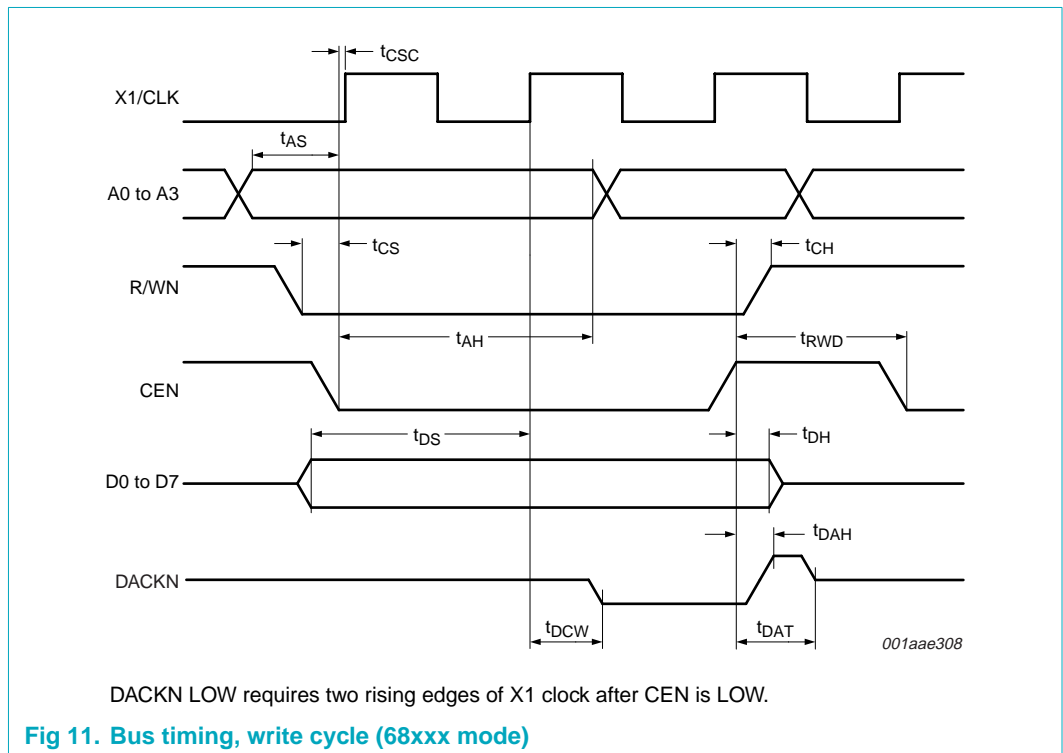 tCSC
X1/CLK
tAS
A0 to A3
tCS
tCH
R/WN
tAH
tRWD
CEN
tDS
tDH
D0 to D7
tDAH
DACKN
tDCW
tDAT
001aae308
DACKN LOW requires two rising edges of X1 clock after CEN is LOW.
Fig 11. Bus timing, write cycle (68xxx mode)